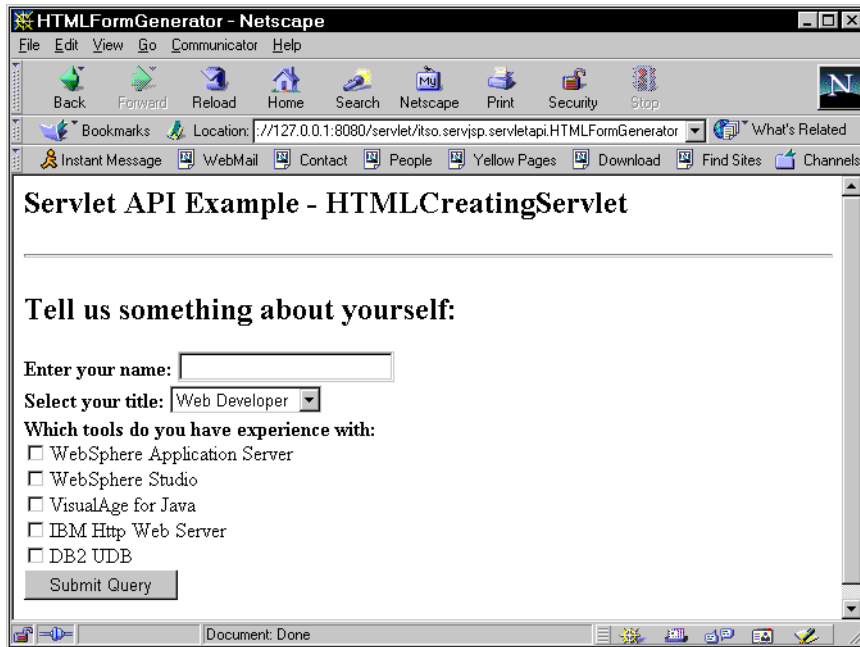 HTMLFormGenerator - Netscape
File Edit View Go Communicator Help
Back Forward Reload Home Search Netscape Print Security Stop
My
N
Bookmarks Location: ://127.0.0.1:8080/servlet/itso.servjsp.servletapi.HTMLFormGenerator What's Related
Instant Message WebMail Contact People Yellow Pages Download Find Sites Channels
Servlet API Example - HTMLCreatingServlet
Tell us something about yourself:
Enter your name:
Select your title: Web Developer
Which tools do you have experience with:
WebSphere Application Server
WebSphere Studio
VisualAge for Java
IBM Http Web Server
DB2 UDB
Submit Query
Document: Done